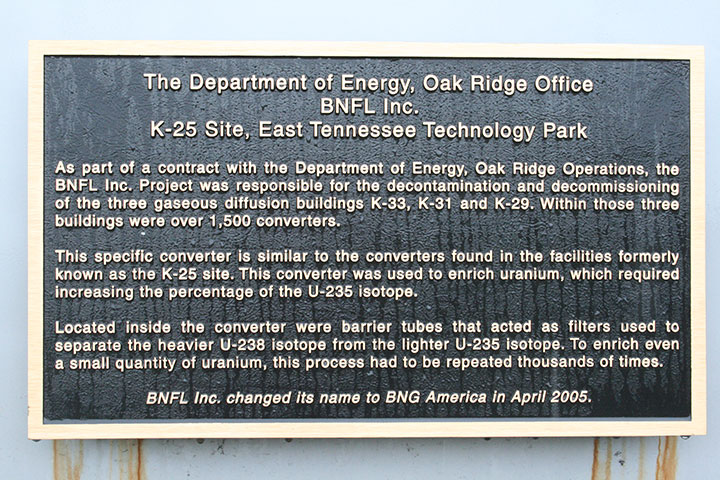 The Department of Energy, Oak Ridge Office
BNFL Inc.
K-25 Site, East Tennessee Technology Park
As part of a contract with the Department of Energy, Oak Ridge Operations, the
BNFL Inc. Project was responsible for the decontamination and decommissioning
of the three gaseous diffusion buildings K-33, K-31 and K-29. Within those three
buildings were over 1,500 converters.
This specific converter is similar to the converters found in the facilities formerly
known as the K-25 site. This converter was used to enrich uranium, which required
increasing the percentage of the U-235 isotope.
Located inside the converter were barrier tubes that acted as filters used to
separate the heavier U-238 isotope from the lighter U-235 isotope. To enrich even
a small quantity of uranium, this process had to be repeated thousands of times.
BNFL Inc. changed its name to BNG America in April 2005.